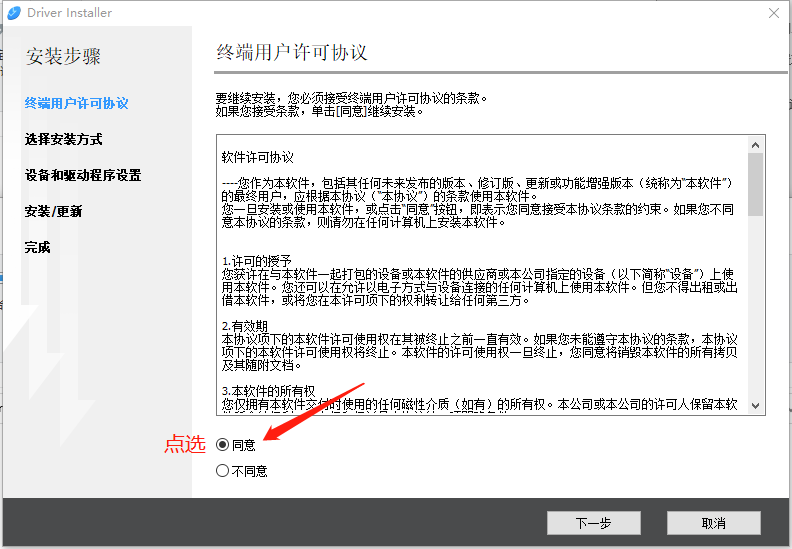 Driver Installer
安装步骤
终端用户许可协议
选择安装方式
设备和驱动程序设置
安装/更新
完成
终端用户许可协议
要继续安装，您必须接受终端用户许可协议的条款。
如果您接受条款，单击[同意]继续安装。
软件许可协议
----您作为本软件，包括其任何未来发布的版本、修订版、更新或功能增强版本（统称为“本软件”）
的最终用户，应根据本协议（“本协议”）的条款使用本软件。
您一旦安装或使用本软件，或点击“同意”按钮，即表示您同意接受本协议条款的约束。如果您不同
意本协议的条款，则请勿在任何计算机上安装本软件。
1.许可的授予
您获许在与本软件一起打包的设备或本软件的供应商或本公司指定的设备（以下简称“设备”）上使
用本软件。您还可以在允许以电子方式与设备连接的任何计算机上使用本软件。但您不得出租或出
借本软件，或将您在本许可项下的权利转让给任何第三方。
2.有效期
本协议项下的本软件许可使用权在其被终止之前一直有效。如果您未能遵守本协议的条款，本协议
项下的本软件许可使用权将终止。本软件的许可使用权一旦终止，您同意将销毁本软件的所有拷贝
及其随附文档。
3.本软件的所有权
您仅拥有本软件交付时使用的任何磁性介质（如有）的所有权。本公司或本公司的许可人保留本软
点选
同意
不同意
下一步
取消